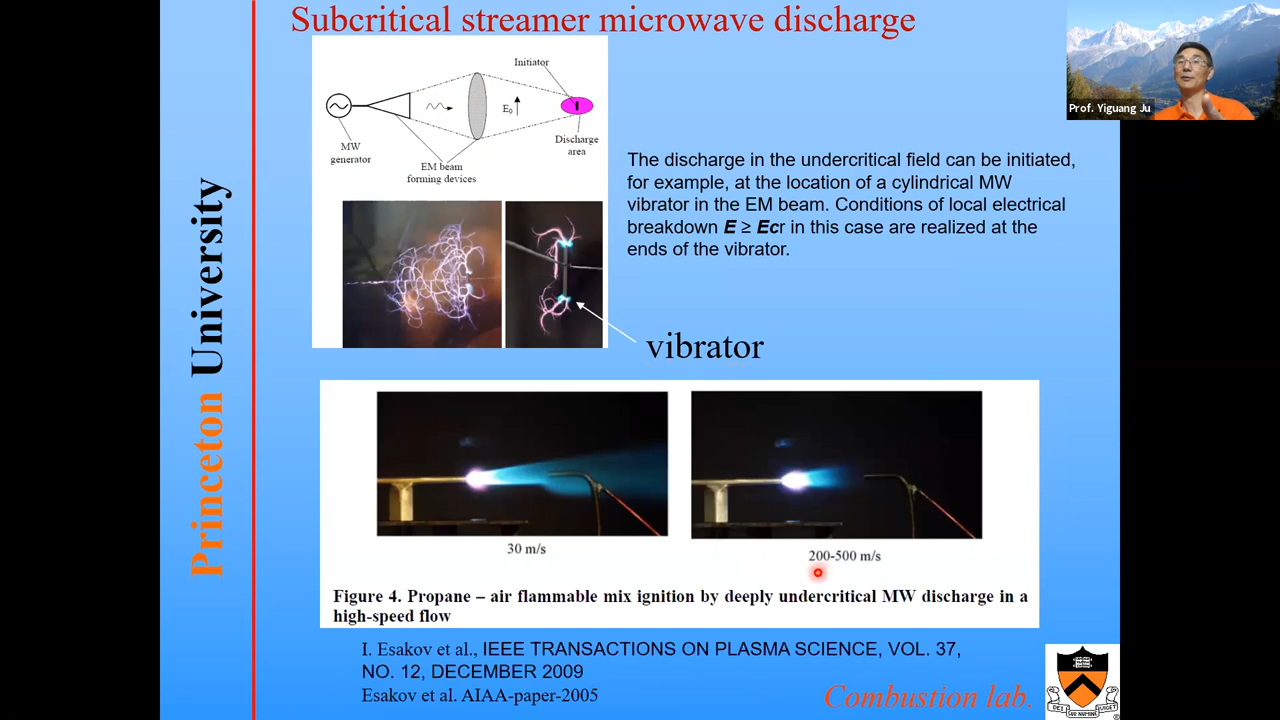 Subcritical streamer microwave discharge
Prof. Yiguang Ju
Initiator
E0
MW
generator
EM beam
forming devices
Discharge
area
The discharge in the undercritical field can be initiated,
for example, at the location of a cylindrical MW
vibrator in the EM beam. Conditions of local electrical
breakdown E ≥ Ecr in this case are realized at the
ends of the vibrator.
vibrator
Princeton University
30 m/s
200-500 m/s
Figure 4. Propane – air flammable mix ignition by deeply undercritical MW discharge in a
high-speed flow
I. Esakov et al., IEEE TRANSACTIONS ON PLASMA SCIENCE, VOL. 37,
NO. 12, DECEMBER 2009
Esakov et al. AIAA-paper-2005
Combustion lab.